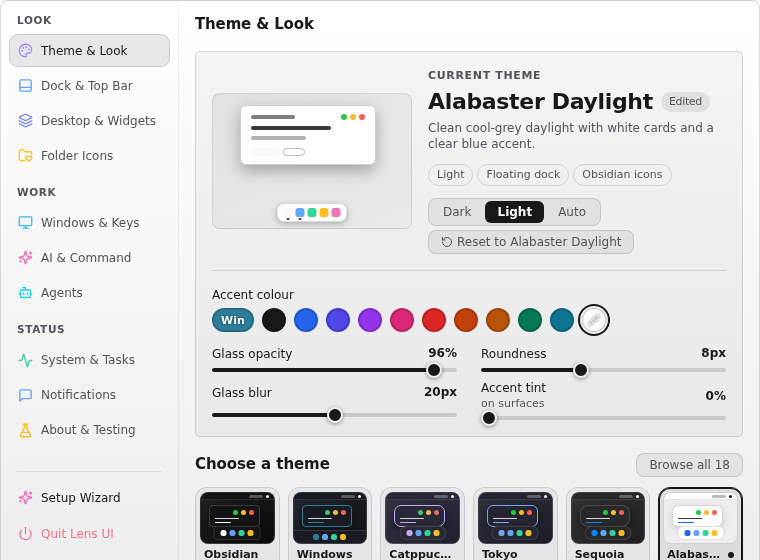 LOOK
Theme & Look
Dock & Top Bar
Desktop & Widgets
Folder Icons
WORK
Windows & Keys
AI & Command
Agents
STATUS
System & Tasks
Notifications
About & Testing
Setup Wizard
Quit Lens UI
Theme & Look
CURRENT THEME
Alabaster Daylight Edited
Clean cool-grey daylight with white cards and a
clear blue accent.
Light Floating dock Obsidian icons
Dark Light Auto
Reset to Alabaster Daylight
Accent colour
Win
Glass opacity 96%
Roundness 8px
Glass blur 20px
Accent tint 0%
on surfaces
Choose a theme Browse all 18
Obsidian Windows Catppuc... Tokyo Sequoia Alabas...